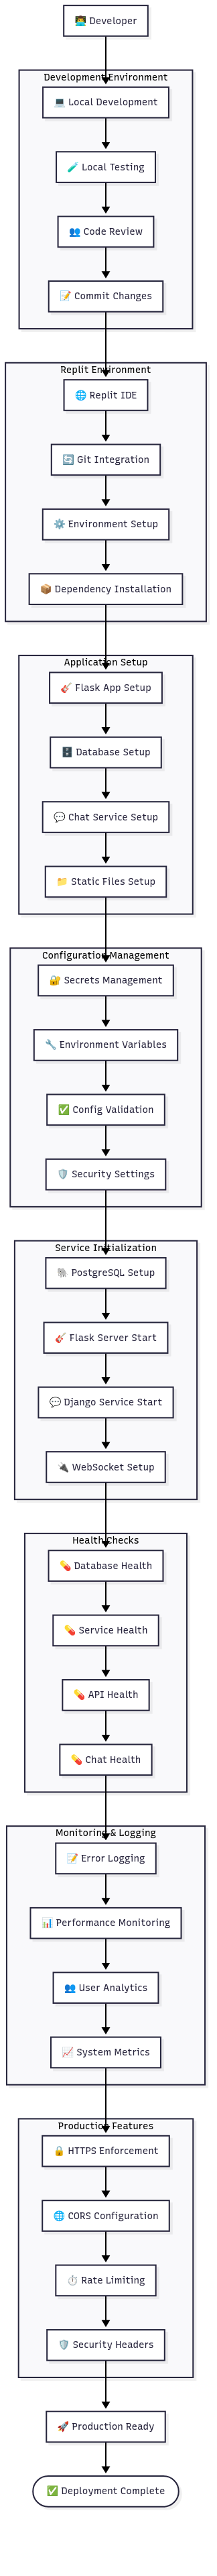 👨‍💻 Developer
Development Environment
💻 Local Development
🧪 Local Testing
👥 Code Review
📝 Commit Changes
Replit Environment
🌐 Replit IDE
🔄 Git Integration
⚙️ Environment Setup
📦 Dependency Installation
Application Setup
🎸 Flask App Setup
🗄️ Database Setup
💬 Chat Service Setup
📁 Static Files Setup
Configuration Management
🔐 Secrets Management
🔧 Environment Variables
✅ Config Validation
🛡️ Security Settings
Service Initialization
🐘 PostgreSQL Setup
🎸 Flask Server Start
💬 Django Service Start
🔌 WebSocket Setup
Health Checks
💊 Database Health
💊 Service Health
💊 API Health
💊 Chat Health
Monitoring & Logging
📝 Error Logging
📊 Performance Monitoring
👥 User Analytics
📈 System Metrics
Production Features
🔒 HTTPS Enforcement
🌐 CORS Configuration
⏱️ Rate Limiting
🛡️ Security Headers
🚀 Production Ready
✅ Deployment Complete